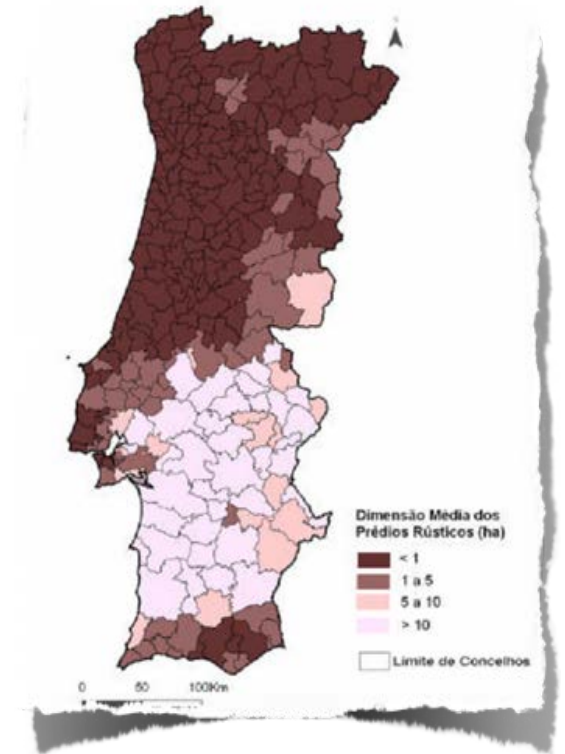 Dimensão Média dos
Prédios Rústicos (ha)
< 1
1 a 5
5 a 10
> 10
Limite de Concelhos
0 50 100Km